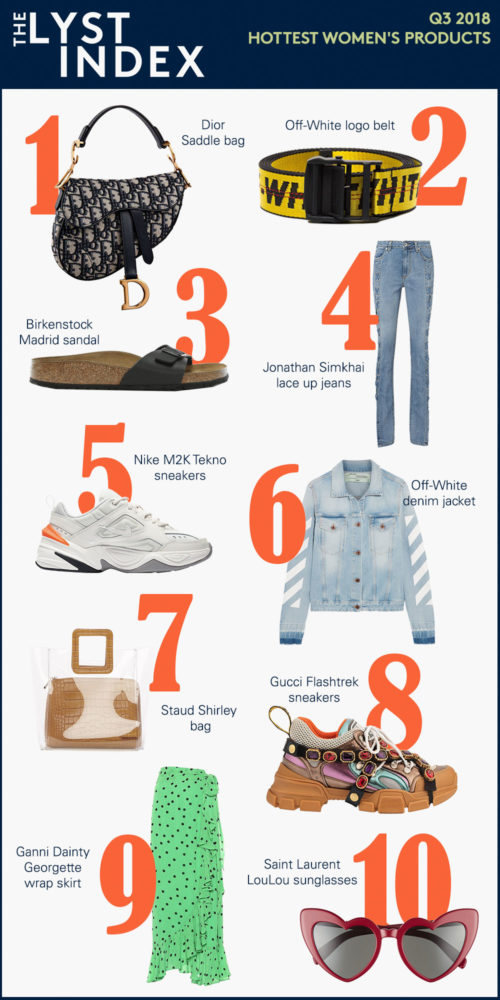 THE LYST
INDEX
Q3 2018
HOTTEST WOMEN'S PRODUCTS
1
Dior
Saddle bag
D
Off-White logo belt
2
WHITE
Birkenstock
Madrid sandal
3
4
Jonathan Simkhai
lace up jeans
5
Nike M2K Tekno
sneakers
6
Off-White
denim jacket
7
Staud Shirley
bag
Gucci Flashtrek
sneakers
8
Ganni Dainty
Georgette
wrap skirt
9
Saint Laurent
LouLou sunglasses
10